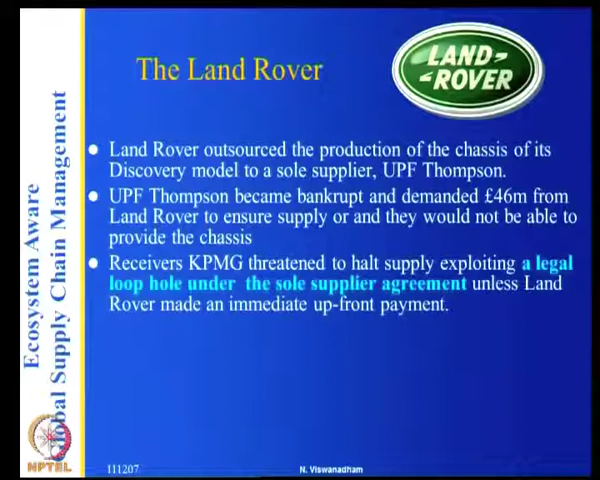 The Land Rover
LAND-
-ROVER
Land Rover outsourced the production of the chassis of its
Discovery model to a sole supplier, UPF Thompson.
UPF Thompson became bankrupt and demanded £46m from
Land Rover to ensure supply or and they would not be able to
provide the chassis
Receivers KPMG threatened to halt supply exploiting a legal
loop hole under the sole supplier agreement unless Land
Rover made an immediate up-front payment.
Ecosystem Aware
Global Supply Chain Management
NPTEL
111207
N. Viswanadham